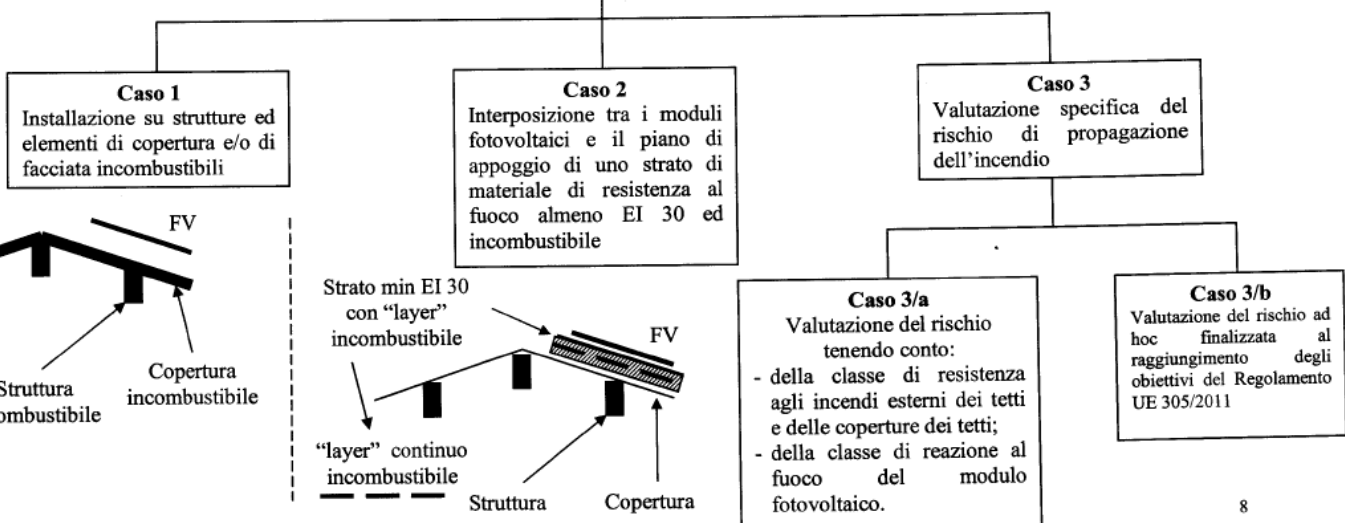 Caso 1
Installazione su strutture ed
elementi di copertura e/o di
facciata incombustibili
FV
Copertura
incombustibile
Caso 2
Interposizione tra i moduli
fotovoltaici e il piano di
appoggio di uno strato di
materiale di resistenza al
fuoco almeno EI 30 ed
incombustibile
Strato min EI 30
con “layer”
incombustibile
FV
“layer” continuo
incombustibile
Struttura
Copertura
Caso 3
Valutazione specifica del
rischio di propagazione
dell’incendio
Caso 3/a
Valutazione del rischio
tenendo conto:
- della classe di resistenza
agli incendi esterni dei tetti
e delle coperture dei tetti;
- della classe di reazione al
fuoco del modulo
fotovoltaico.
Caso 3/b
Valutazione del rischio ad
hoc finalizzata al
raggiungimento degli
obiettivi del Regolamento
UE 305/2011
8